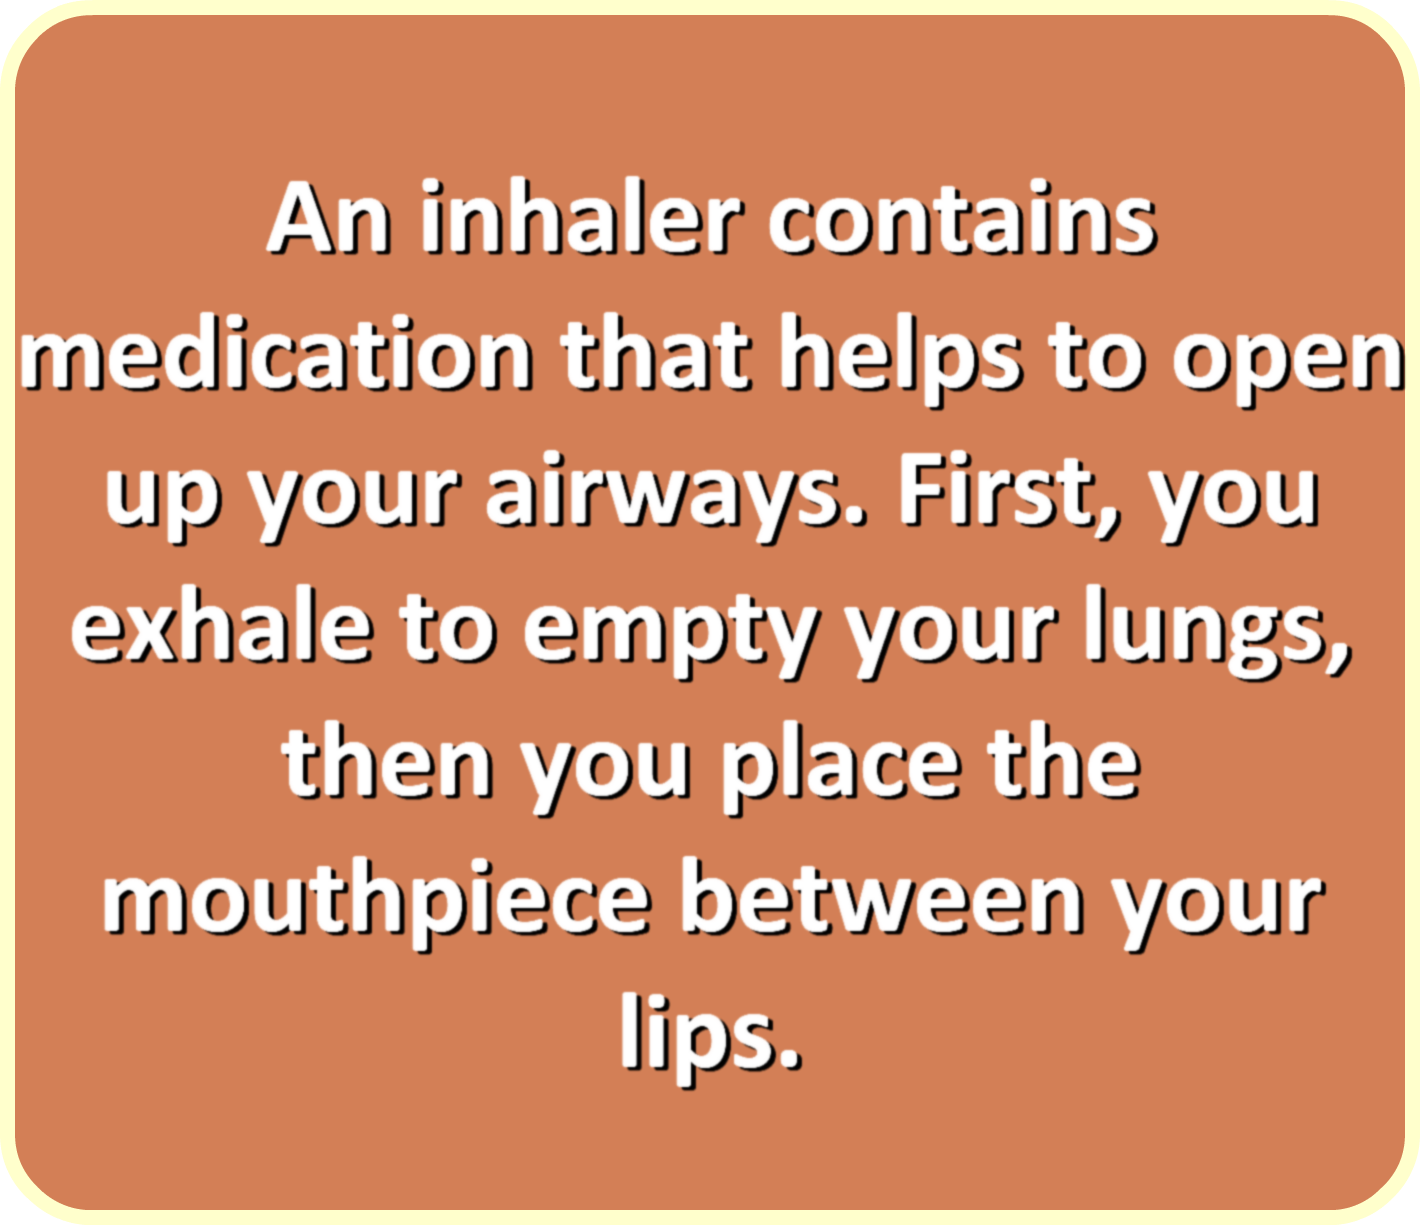 An inhaler contains
medication that helps to open
up your airways. First, you
exhale to empty your lungs,
then you place the
mouthpiece between your
lips.